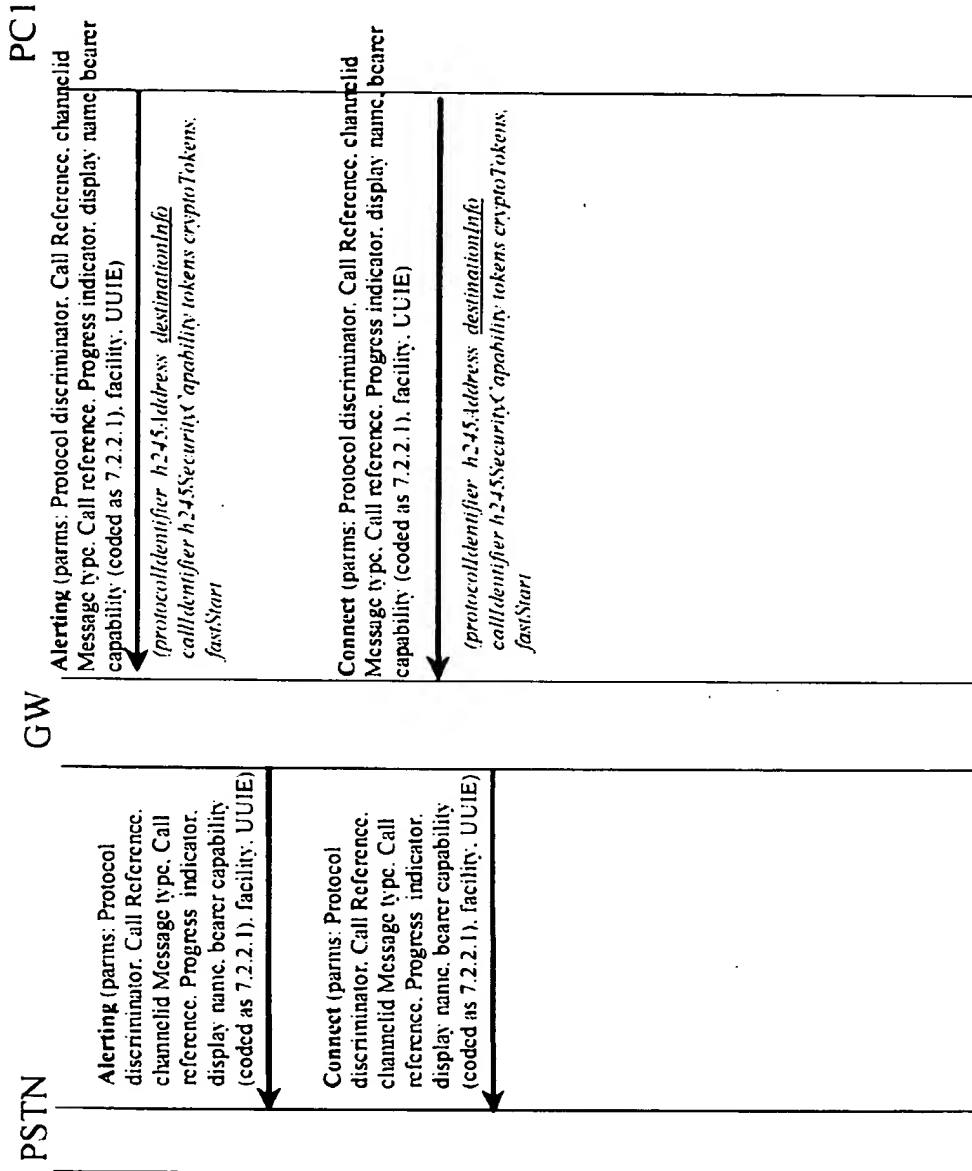 PSTN
GW
PC1
Alerting (parms: Protocol
discriminator. Call Reference.
channelid Message type. Call
reference. Progress indicator.
display name. bearer capability
(coded as 7.2.2.1). facility. UUIE)
Connect (parms: Protocol
discriminator. Call Reference.
channelid Message type. Call
reference. Progress indicator.
display name. bearer capability
(coded as 7.2.2.1). facility. UUIE)
Alerting (parms: Protocol discriminator. Call Reference. channelid
Message type. Call reference. Progress indicator. display name. bearer
capability (coded as 7.2.2.1). facility. UUIE)
(protocolIdentifier h245Address destinationInfo
callIdentifier h245SecurityCapability tokens cryptoTokens.
fastStart
Connect (parms: Protocol discriminator. Call Reference. channelid
Message type. Call reference. Progress indicator. display name. bearer
capability (coded as 7.2.2.1). facility. UUIE)
(protocolIdentifier h245Address destinationInfo
callIdentifier h245SecurityCapability tokens cryptoTokens.
fastStart